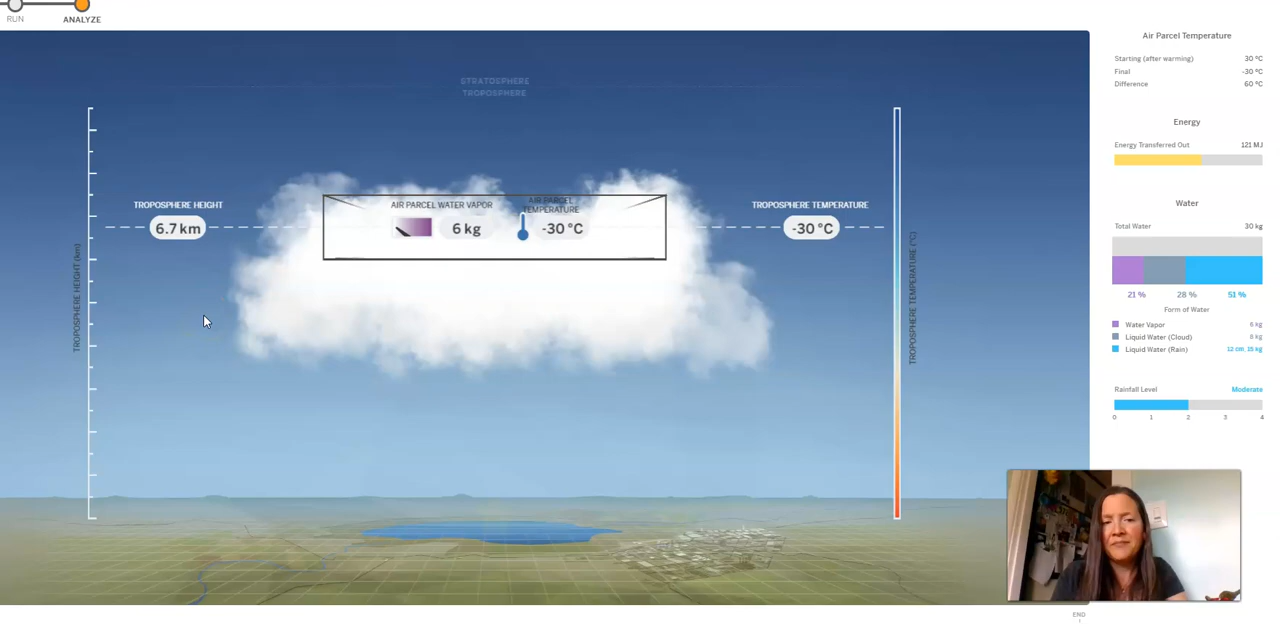 RUN
ANALYZE
STRATOSPHERE
TROPOSPHERE
TROPOSPHERE HEIGHT
6.7 km
AIR PARCEL WATER VAPOR
6 kg
AIR PARCEL
TEMPERATURE
-30 °C
TROPOSPHERE TEMPERATURE
-30 °C
TROPOSPHERE HEIGHT (km)
TROPOSPHERE TEMPERATURE (°C)
Air Parcel Temperature
Starting (after warming) 30 °C
Final -30 °C
Difference 60 °C
Energy
Energy Transferred Out 121 MJ
Water
Total Water 30 kg
21 % 28 % 51 %
Form of Water
Water Vapor 6 kg
Liquid Water (Cloud) 8 kg
Liquid Water (Rain) 12 cm 15 kg
Rainfall Level Moderate
0 1 2 3 4
END